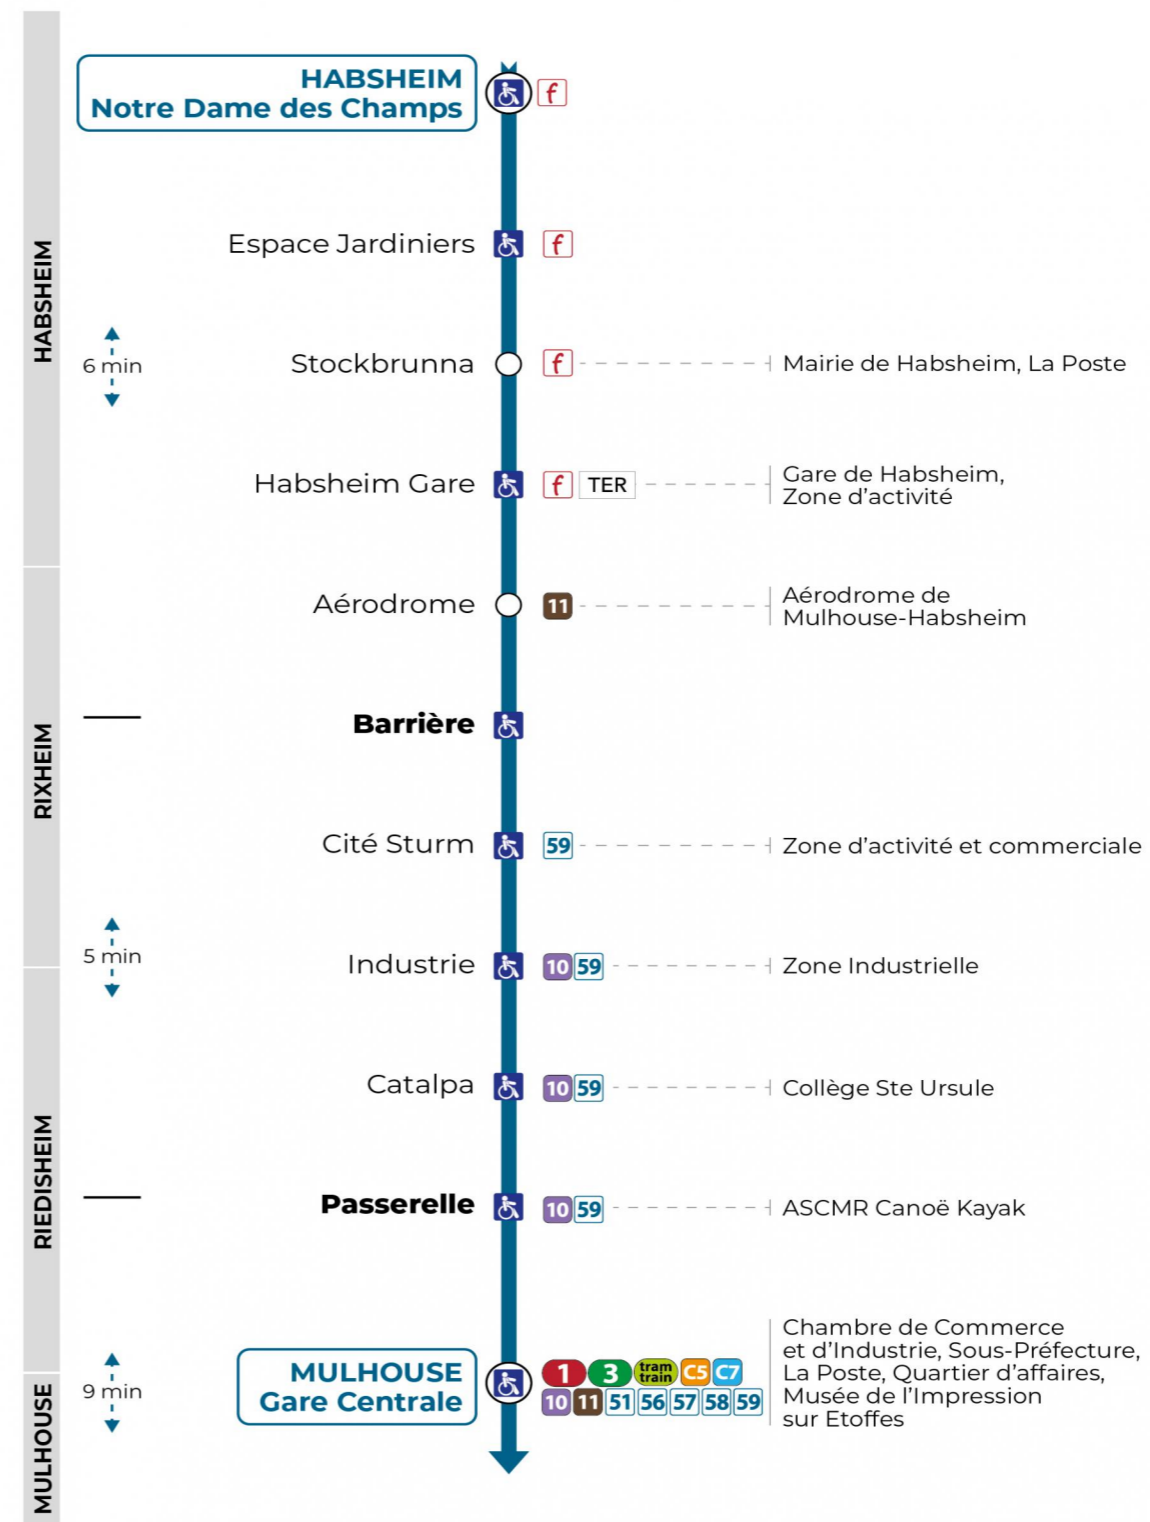 HABSHEIM
Notre Dame des Champs
f
HABSHEIM
Espace Jardiniers
f
6 min
Stockbrunna
f
Mairie de Habsheim, La Poste
Habsheim Gare
f TER
Gare de Habsheim,
Zone d'activité
Aérodrome
11
Aérodrome de
Mulhouse-Habsheim
RIXHEIM
Barrière
Cité Sturm
59
Zone d'activité et commerciale
5 min
Industrie
10 59
Zone Industrielle
RIEDISHEIM
Catalpa
10 59
Collège Ste Ursule
Passerelle
10 59
ASCMR Canoë Kayak
MULHOUSE
9 min
MULHOUSE
Gare Centrale
1 3 tram train C5 C7
10 11 51 56 57 58 59
Chambre de Commerce
et d'Industrie, Sous-Préfecture,
La Poste, Quartier d'affaires,
Musée de l'Impression
sur Etoffes